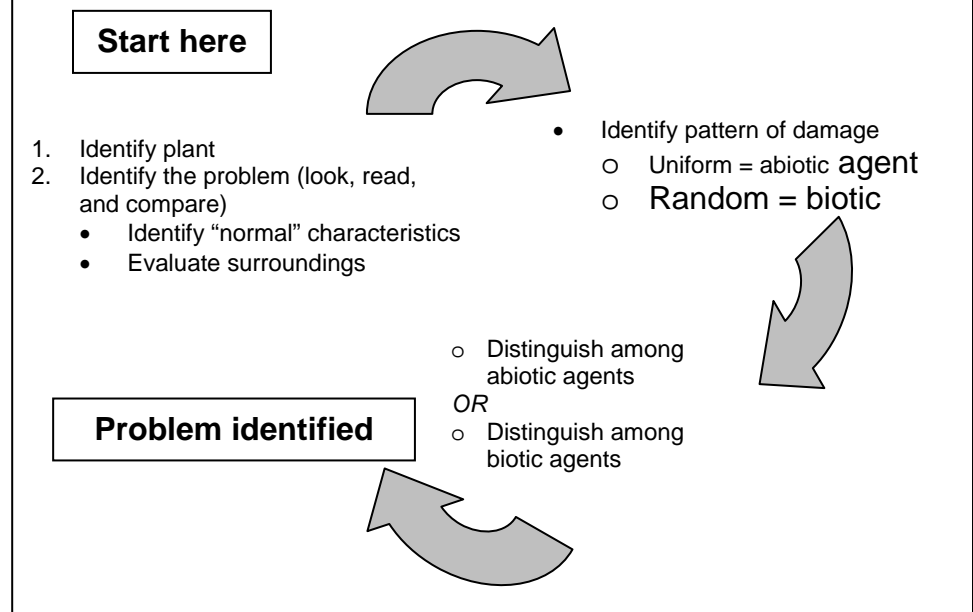 Start here
1. Identify plant
2. Identify the problem (look, read,
and compare)
• Identify “normal” characteristics
• Evaluate surroundings
• Identify pattern of damage
o Uniform = abiotic agent
o Random = biotic
o Distinguish among
abiotic agents
OR
o Distinguish among
biotic agents
Problem identified